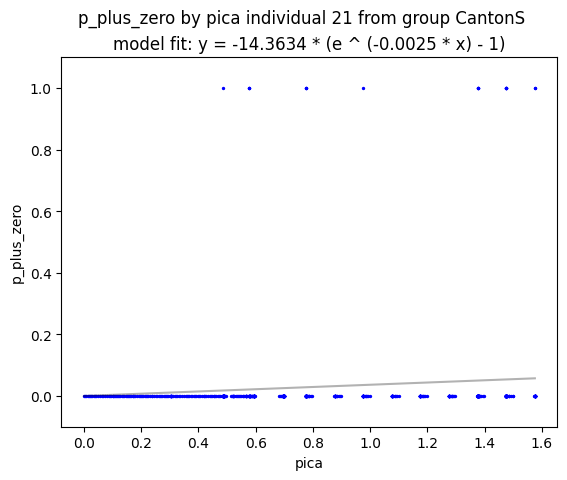 p_plus_zero by pica individual 21 from group CantonS
model fit: y = -14.3634 * (e ^ (-0.0025 * x) - 1)
1.0
0.8
0.6
0.4
0.2
0.0
p_plus_zero
0.0 0.2 0.4 0.6 0.8 1.0 1.2 1.4 1.6
pica